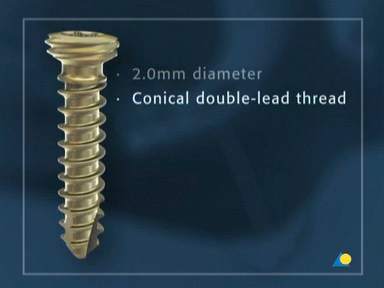 · 2.0mm diameter
· Conical double-lead thread